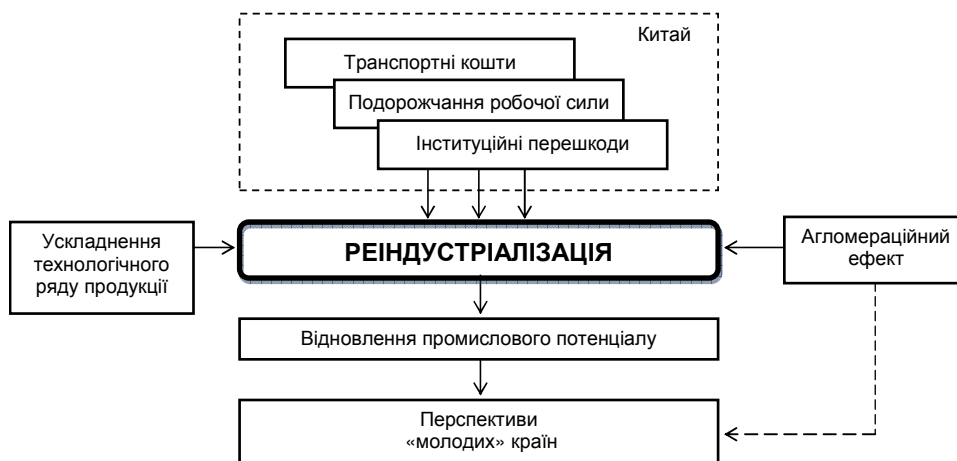 Китай
Транспортні кошти
Подорожчання робочої сили
Інституційні перешкоди
Ускладнення
технологічного
ряду продукції
РЕІНДУСТРІАЛІЗАЦІЯ
Агломераційний
ефект
Відновлення промислового потенціалу
Перспективи
«молодих» країн